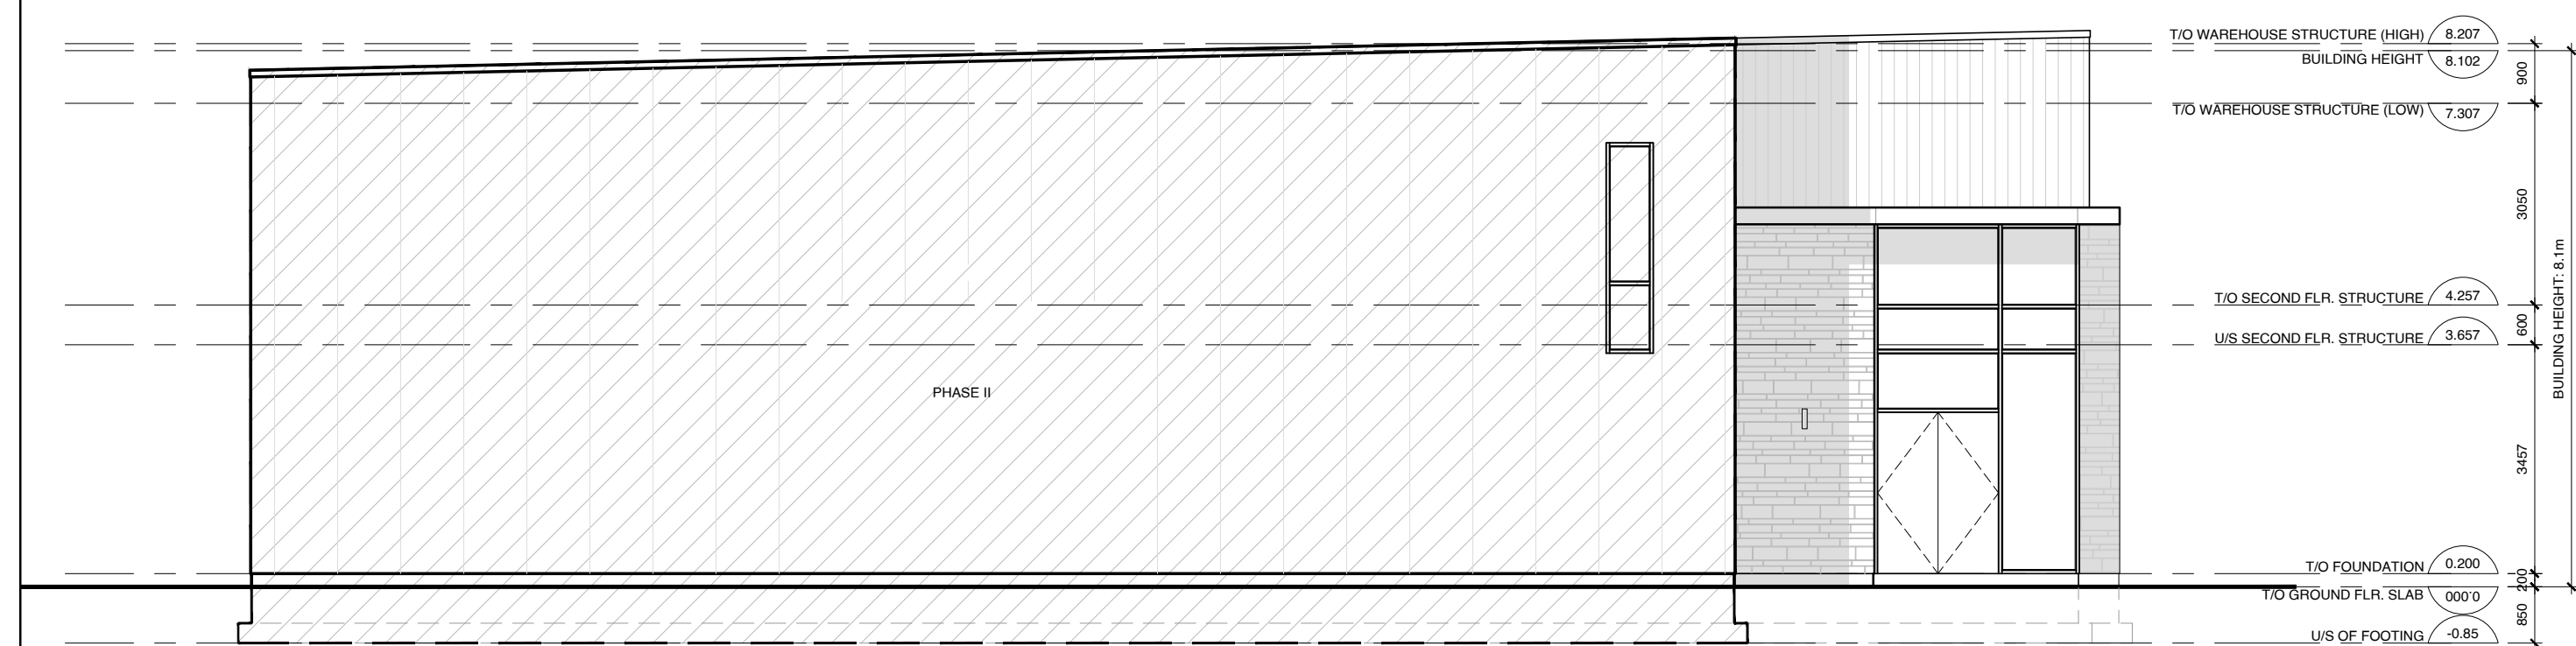 T/O WAREHOUSE STRUCTURE (HIGH) 8.207
BUILDING HEIGHT 8.102
900
T/O WAREHOUSE STRUCTURE (LOW) 7.307
3050
BUILDING HEIGHT: 8.1m
T/O SECOND FLR. STRUCTURE 4.257
600
U/S SECOND FLR. STRUCTURE 3.657
PHASE II
3457
T/O FOUNDATION 0.200
200
T/O GROUND FLR. SLAB 0.000
850
U/S OF FOOTING -0.85